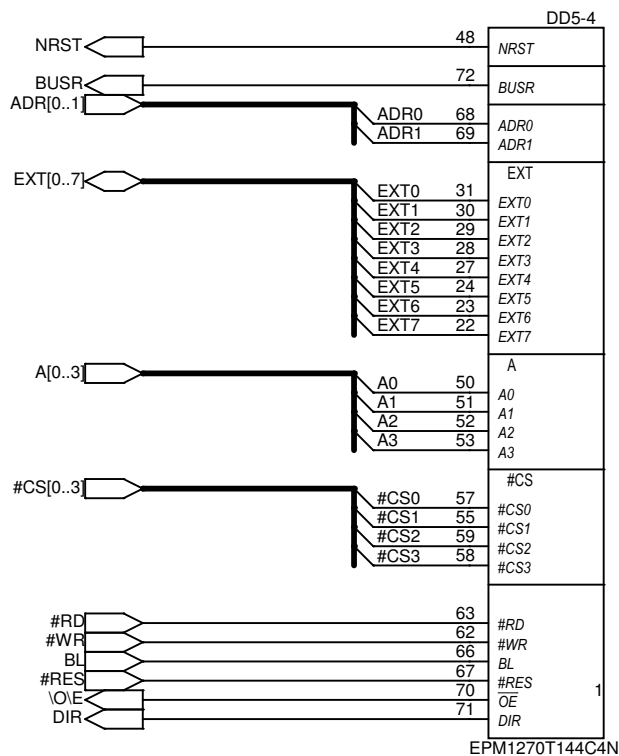 DD5-4
NRST 48 NRST
BUSR 72 BUSR
ADR[0..1]
ADR0 68 ADR0
ADR1 69 ADR1
EXT[0..7] EXT
EXT0 31 EXT0
EXT1 30 EXT1
EXT2 29 EXT2
EXT3 28 EXT3
EXT4 27 EXT4
EXT5 24 EXT5
EXT6 23 EXT6
EXT7 22 EXT7
A[0..3] A
A0 50 A0
A1 51 A1
A2 52 A2
A3 53 A3
#CS[0..3] #CS
#CS0 57 #CS0
#CS1 55 #CS1
#CS2 59 #CS2
#CS3 58 #CS3
#RD 63 #RD
#WR 62 #WR
BL 66 BL
#RES 67 #RES
\O\E 70 OE 1
DIR 71 DIR
EPM1270T144C4N